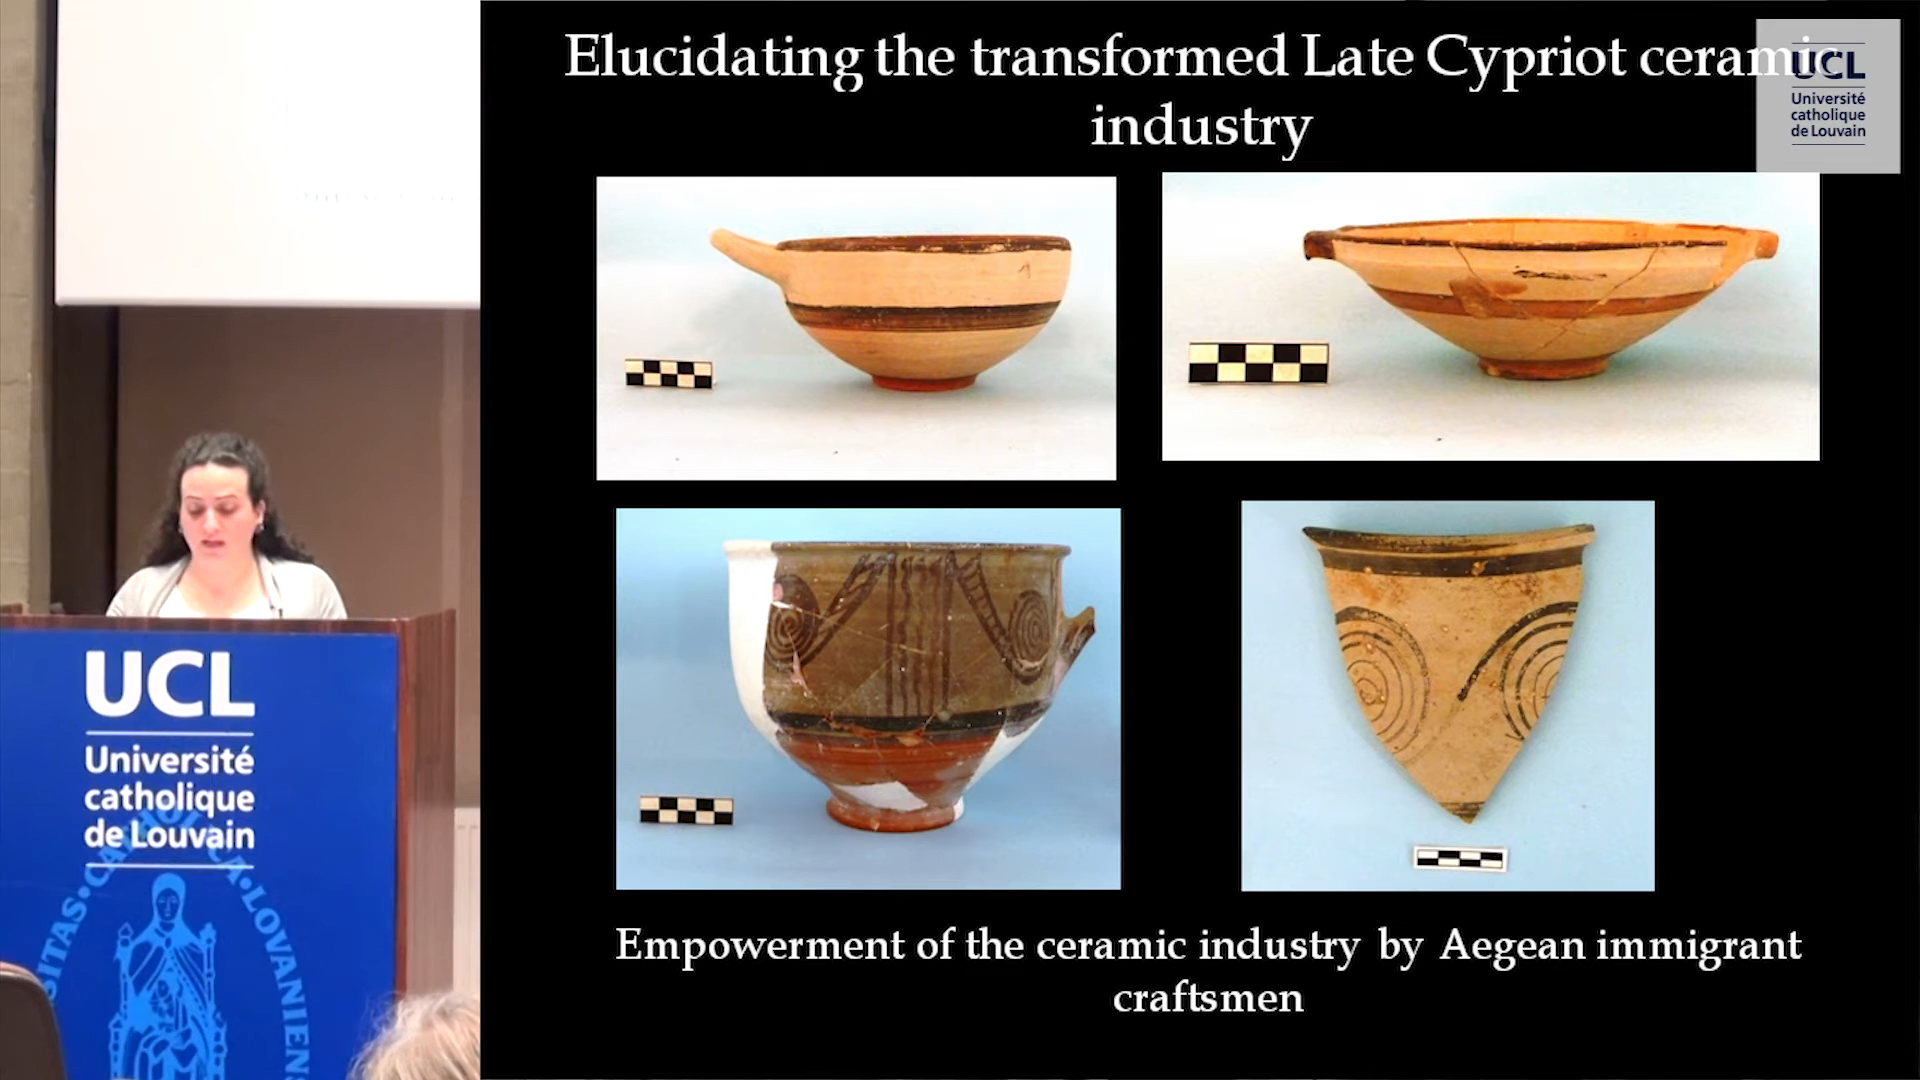 Elucidating the transformed Late Cypriot ceramic
industry
UCL
Université
catholique
de Louvain
Empowerment of the ceramic industry by Aegean immigrant
craftsmen
UCL
Université
catholique
de Louvain